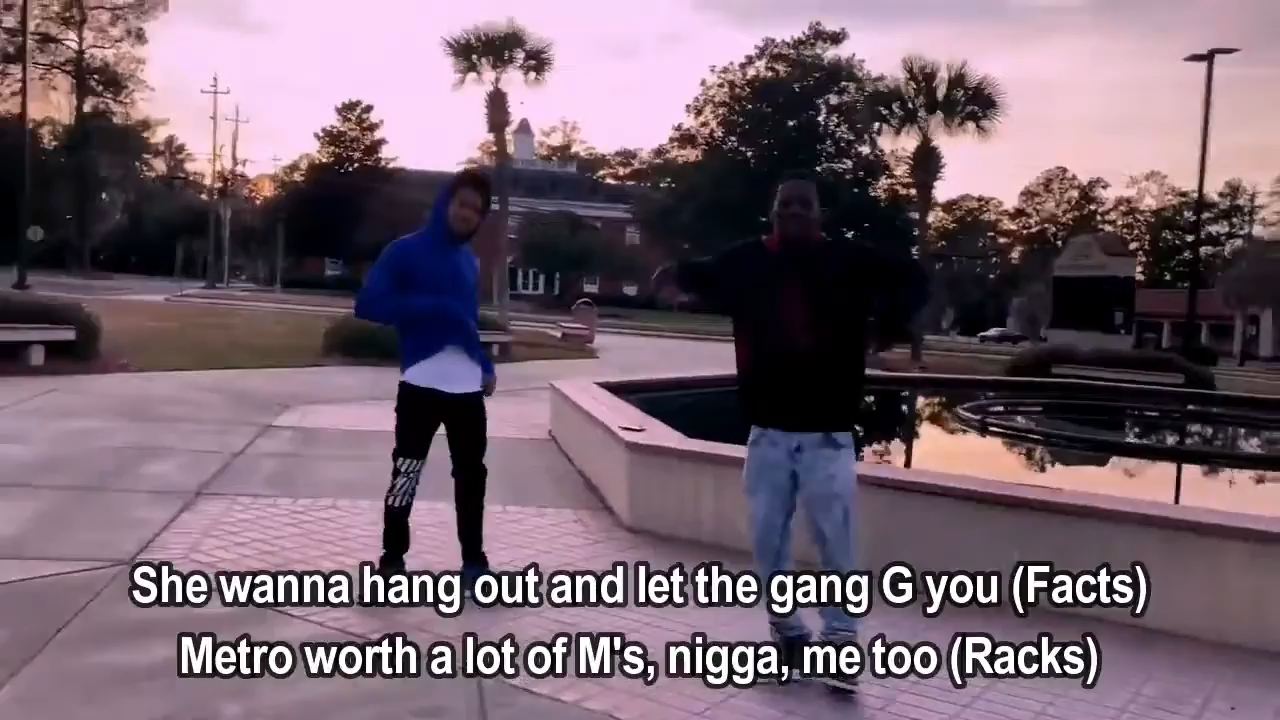 She wanna hang out and let the gang G you (Facts)
Metro worth a lot of M's, nigga, me too (Racks)